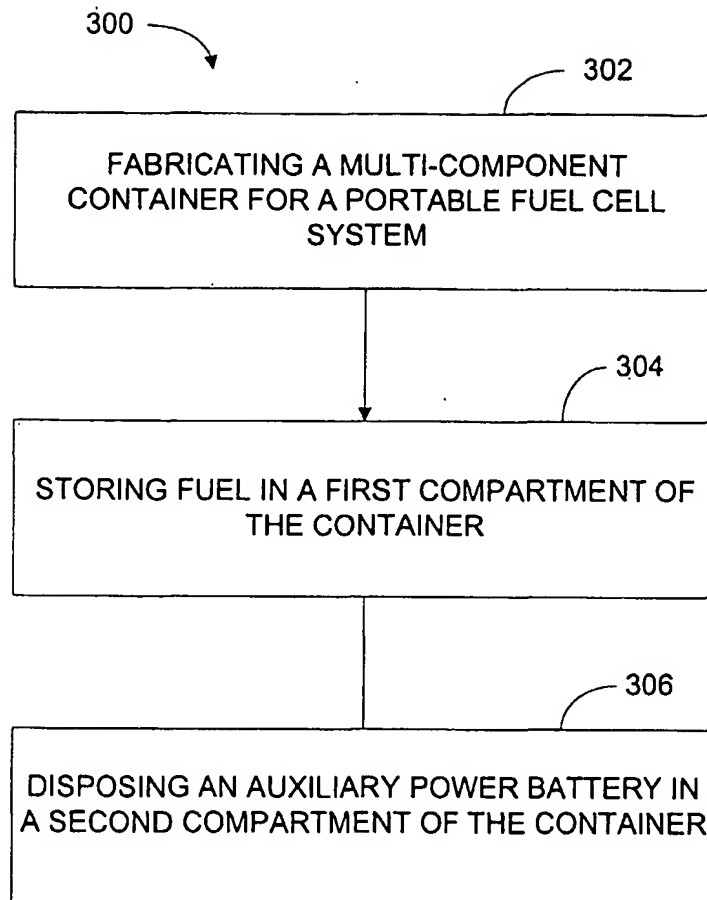 300
302
FABRICATING A MULTI-COMPONENT
CONTAINER FOR A PORTABLE FUEL CELL
SYSTEM
304
STORING FUEL IN A FIRST COMPARTMENT OF
THE CONTAINER
306
DISPOSING AN AUXILIARY POWER BATTERY IN
A SECOND COMPARTMENT OF THE CONTAINER